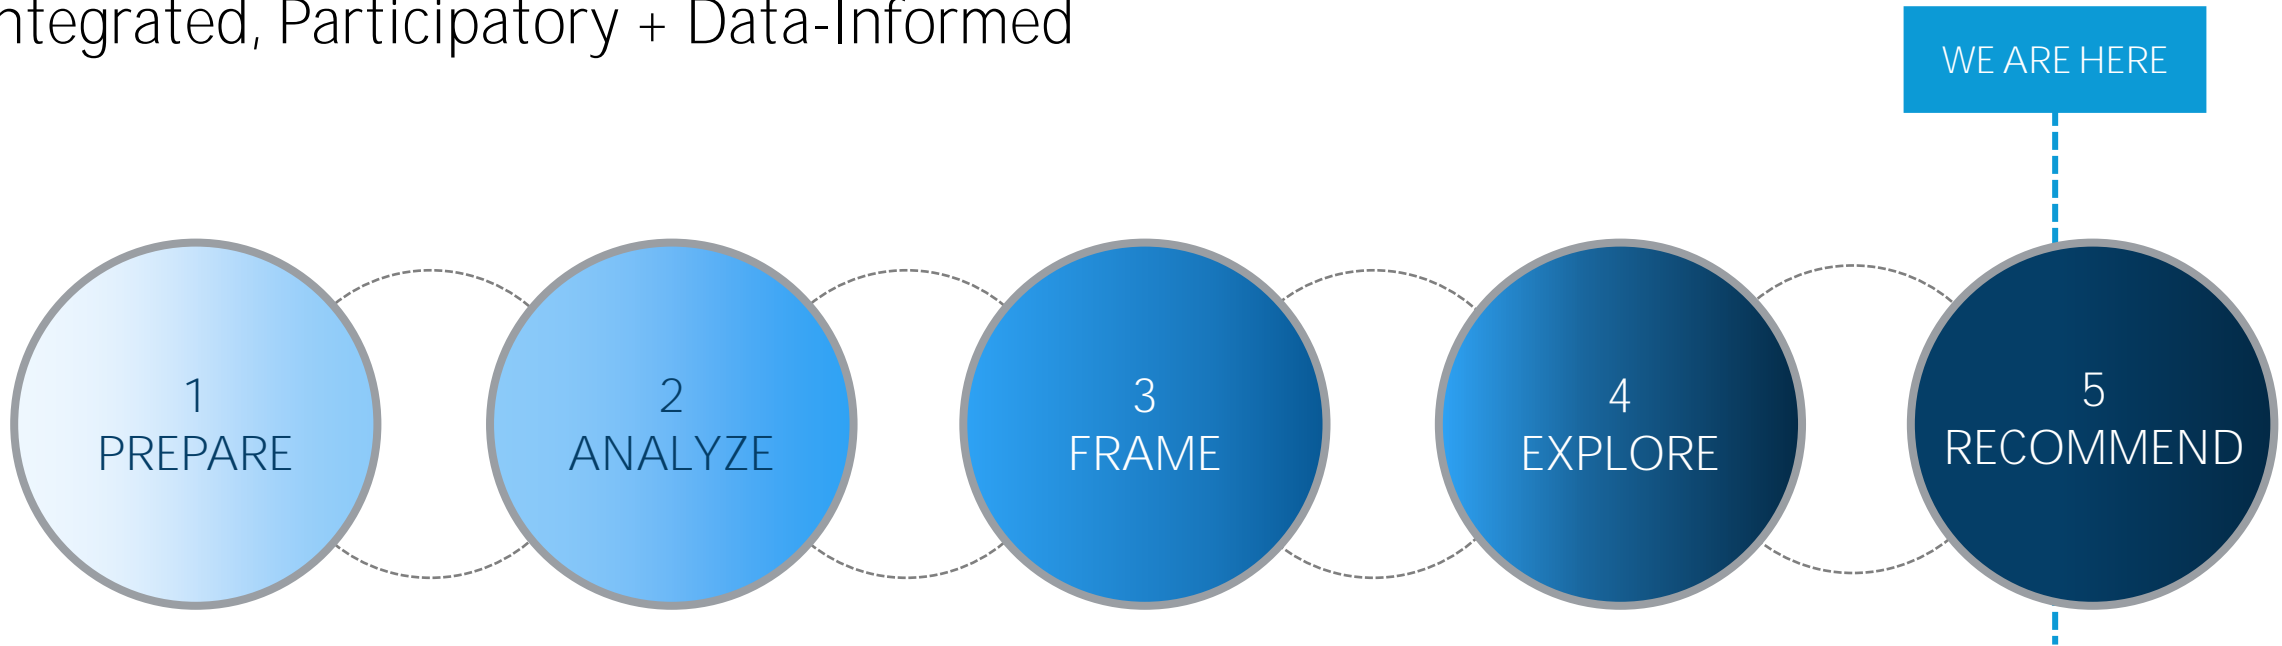 ntegrated, Participatory + Data-Informed
WE ARE HERE
1
PREPARE
2
ANALYZE
3
FRAME
4
EXPLORE
5
RECOMMEND